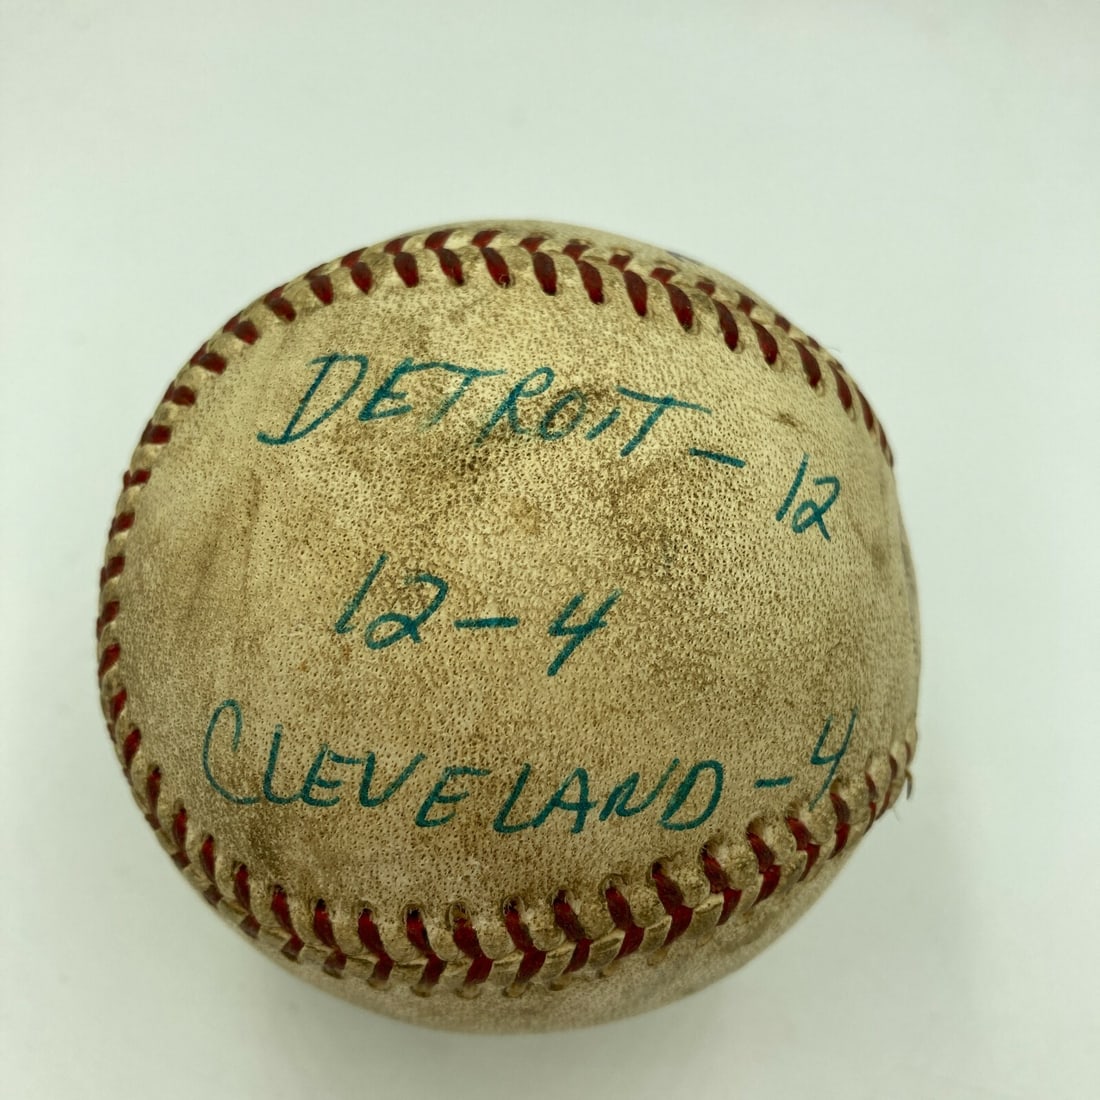 DETROIT - 12
12-4
CLEVELAND - 4